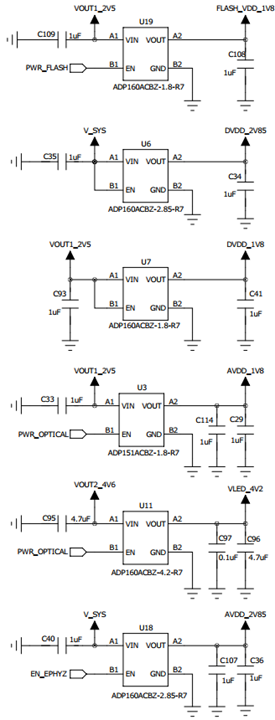 VOUT1_2V5 U19 FLASH_VDD_1V8
C109 1uF A1 VIN VOUT A2 C108
PWR_FLASH B1 EN GND B2 1uF
ADP160ACBZ-1.8-R7
V_SYS U6 DVDD_2V85
C35 1uF A1 VIN VOUT A2 C34
B1 EN GND B2 1uF
ADP160ACBZ-2.85-R7
VOUT1_2V5 U7 DVDD_1V8
A1 VIN VOUT A2
C93 B1 EN GND B2 C41
1uF 1uF
ADP160ACBZ-1.8-R7
VOUT1_2V5 U3 AVDD_1V8
C33 1uF A1 VIN VOUT A2 C114 C29
PWR_OPTICAL B1 EN GND B2 1uF 1uF
ADP151ACBZ-1.8-R7
VOUT2_4V6 U11 VLED_4V2
C95 4.7uF A1 VIN VOUT A2 C97 C96
PWR_OPTICAL B1 EN GND B2 0.1uF 4.7uF
ADP160ACBZ-4.2-R7
V_SYS U18 AVDD_2V85
C40 1uF A1 VIN VOUT A2 C107 C36
EN_EPHYZ B1 EN GND B2 1uF 1uF
ADP160ACBZ-2.85-R7